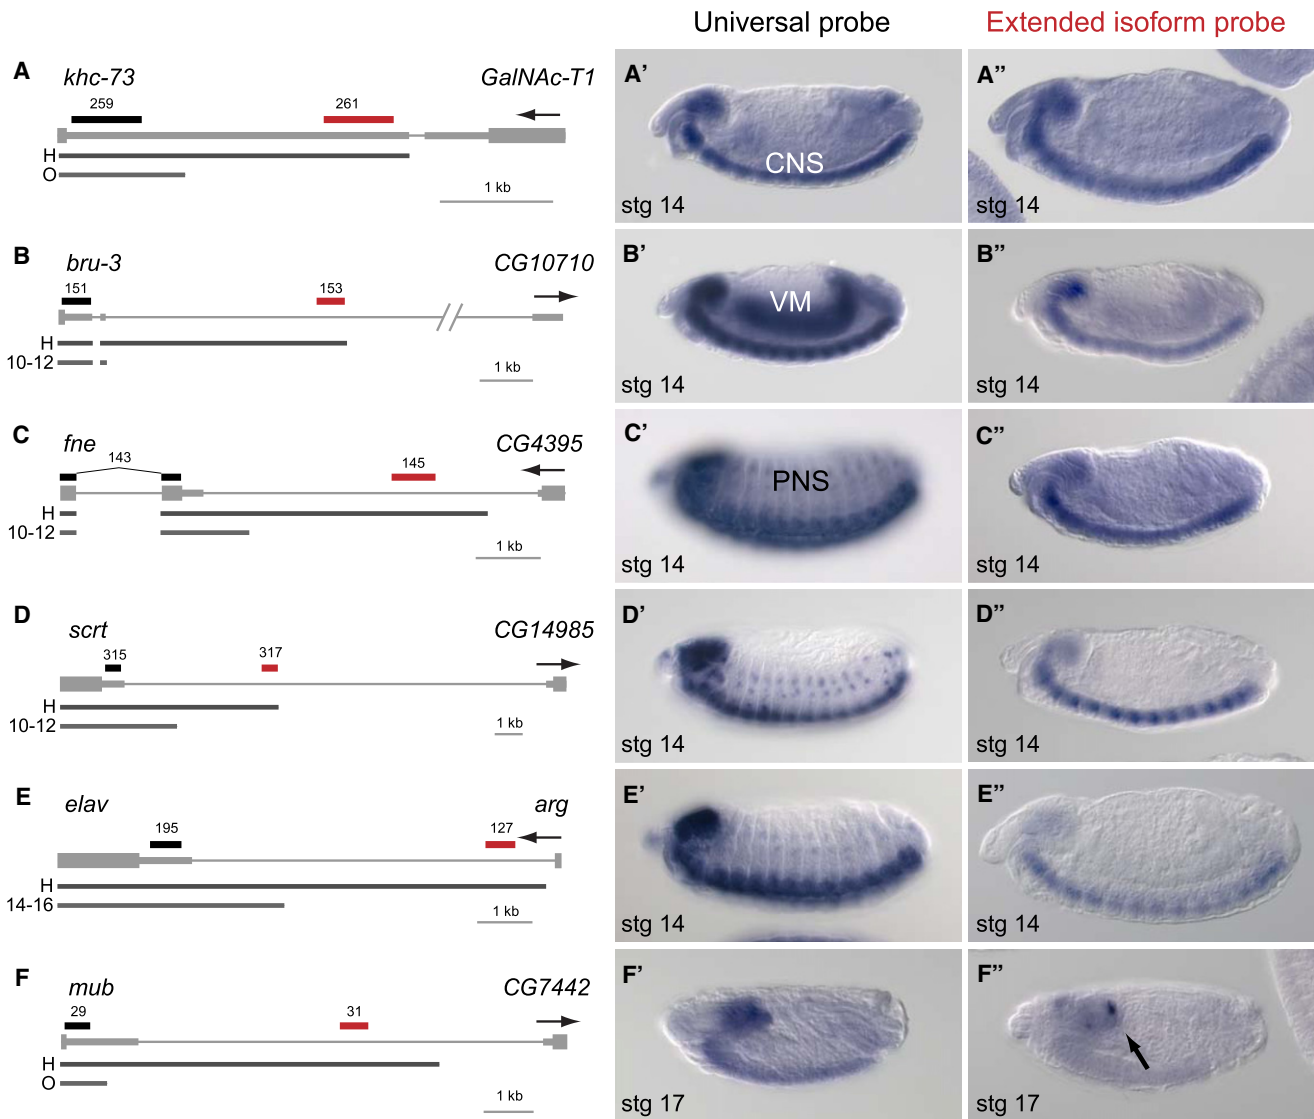 Universal probe
Extended isoform probe
A
khc-73
GalNAc-T1
259
261
H
O
1 kb
A’
CNS
stg 14
A’’
stg 14
B
bru-3
CG10710
151
153
H
10-12
1 kb
B’
VM
stg 14
B’’
stg 14
C
fne
CG4395
143
145
H
10-12
1 kb
C’
PNS
stg 14
C’’
stg 14
D
scrt
CG14985
315
317
H
10-12
1 kb
D’
stg 14
D’’
stg 14
E
elav
arg
195
127
H
14-16
1 kb
E’
stg 14
E’’
stg 14
F
mub
CG7442
29
31
H
O
1 kb
F’
stg 17
F’’
stg 17